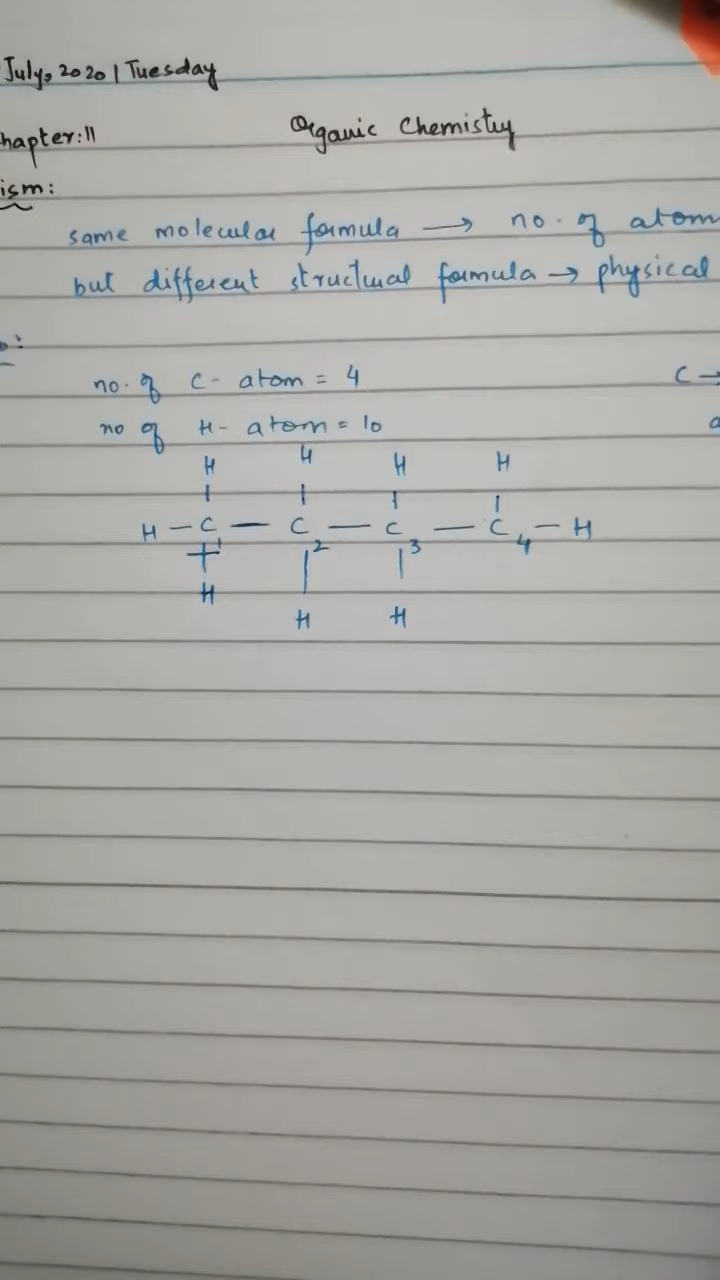 July, 2020 | Tuesday
hapter: 11 Organic Chemistry
ism:
same molecular formula → no. of atom
but different structual formula → physical
no. of C- atom = 4 C →
no of H- atom = 10
H H H H
H - C - C - C - C - H
1 2 3 4
H H H